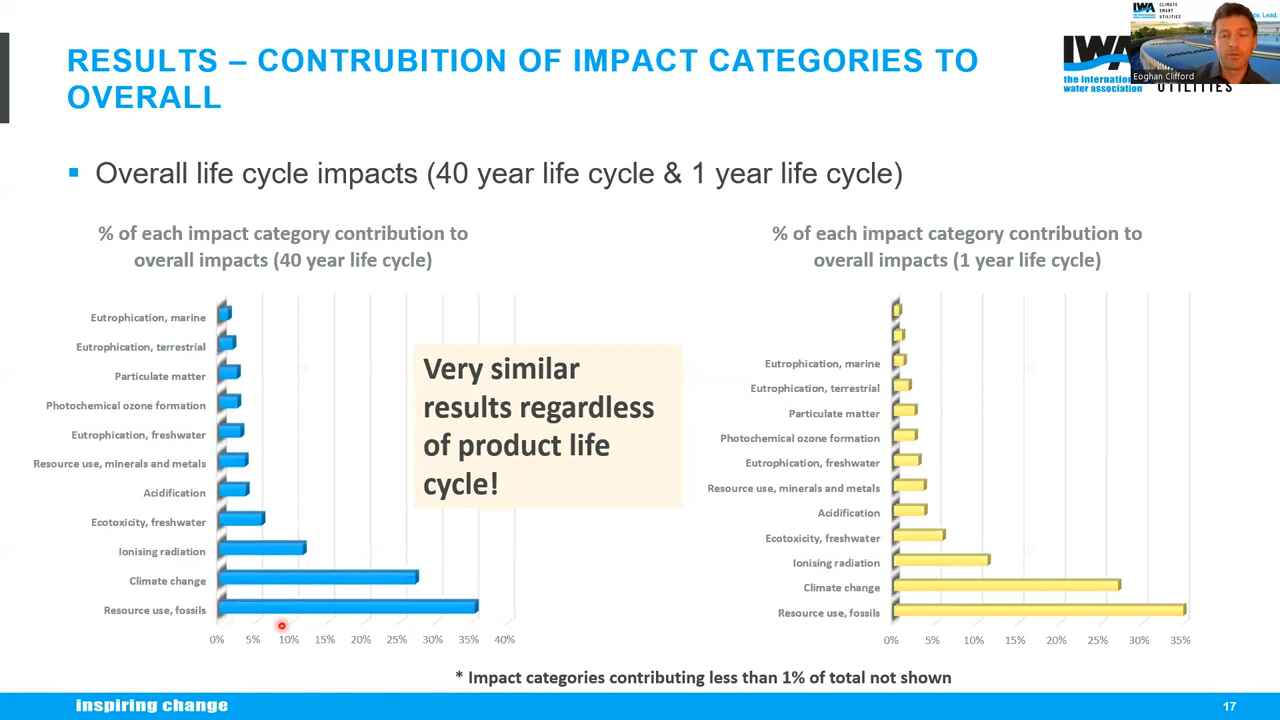 RESULTS – CONTRUBITION OF IMPACT CATEGORIES TO
OVERALL
IWA
the internation
water association
UTILITIES
IWA
CLIMATE
SMART
UTILITIES
Lead.
Eoghan Clifford
▪ Overall life cycle impacts (40 year life cycle & 1 year life cycle)
% of each impact category contribution to
overall impacts (40 year life cycle)
Eutrophication, marine
Eutrophication, terrestrial
Particulate matter
Photochemical ozone formation
Eutrophication, freshwater
Resource use, minerals and metals
Acidification
Ecotoxicity, freshwater
Ionising radiation
Climate change
Resource use, fossils
0% 5% 10% 15% 20% 25% 30% 35% 40%
Very similar
results regardless
of product life
cycle!
% of each impact category contribution to
overall impacts (1 year life cycle)
Eutrophication, marine
Eutrophication, terrestrial
Particulate matter
Photochemical ozone formation
Eutrophication, freshwater
Resource use, minerals and metals
Acidification
Ecotoxicity, freshwater
Ionising radiation
Climate change
Resource use, fossils
0% 5% 10% 15% 20% 25% 30% 35%
* Impact categories contributing less than 1% of total not shown
inspiring change
17